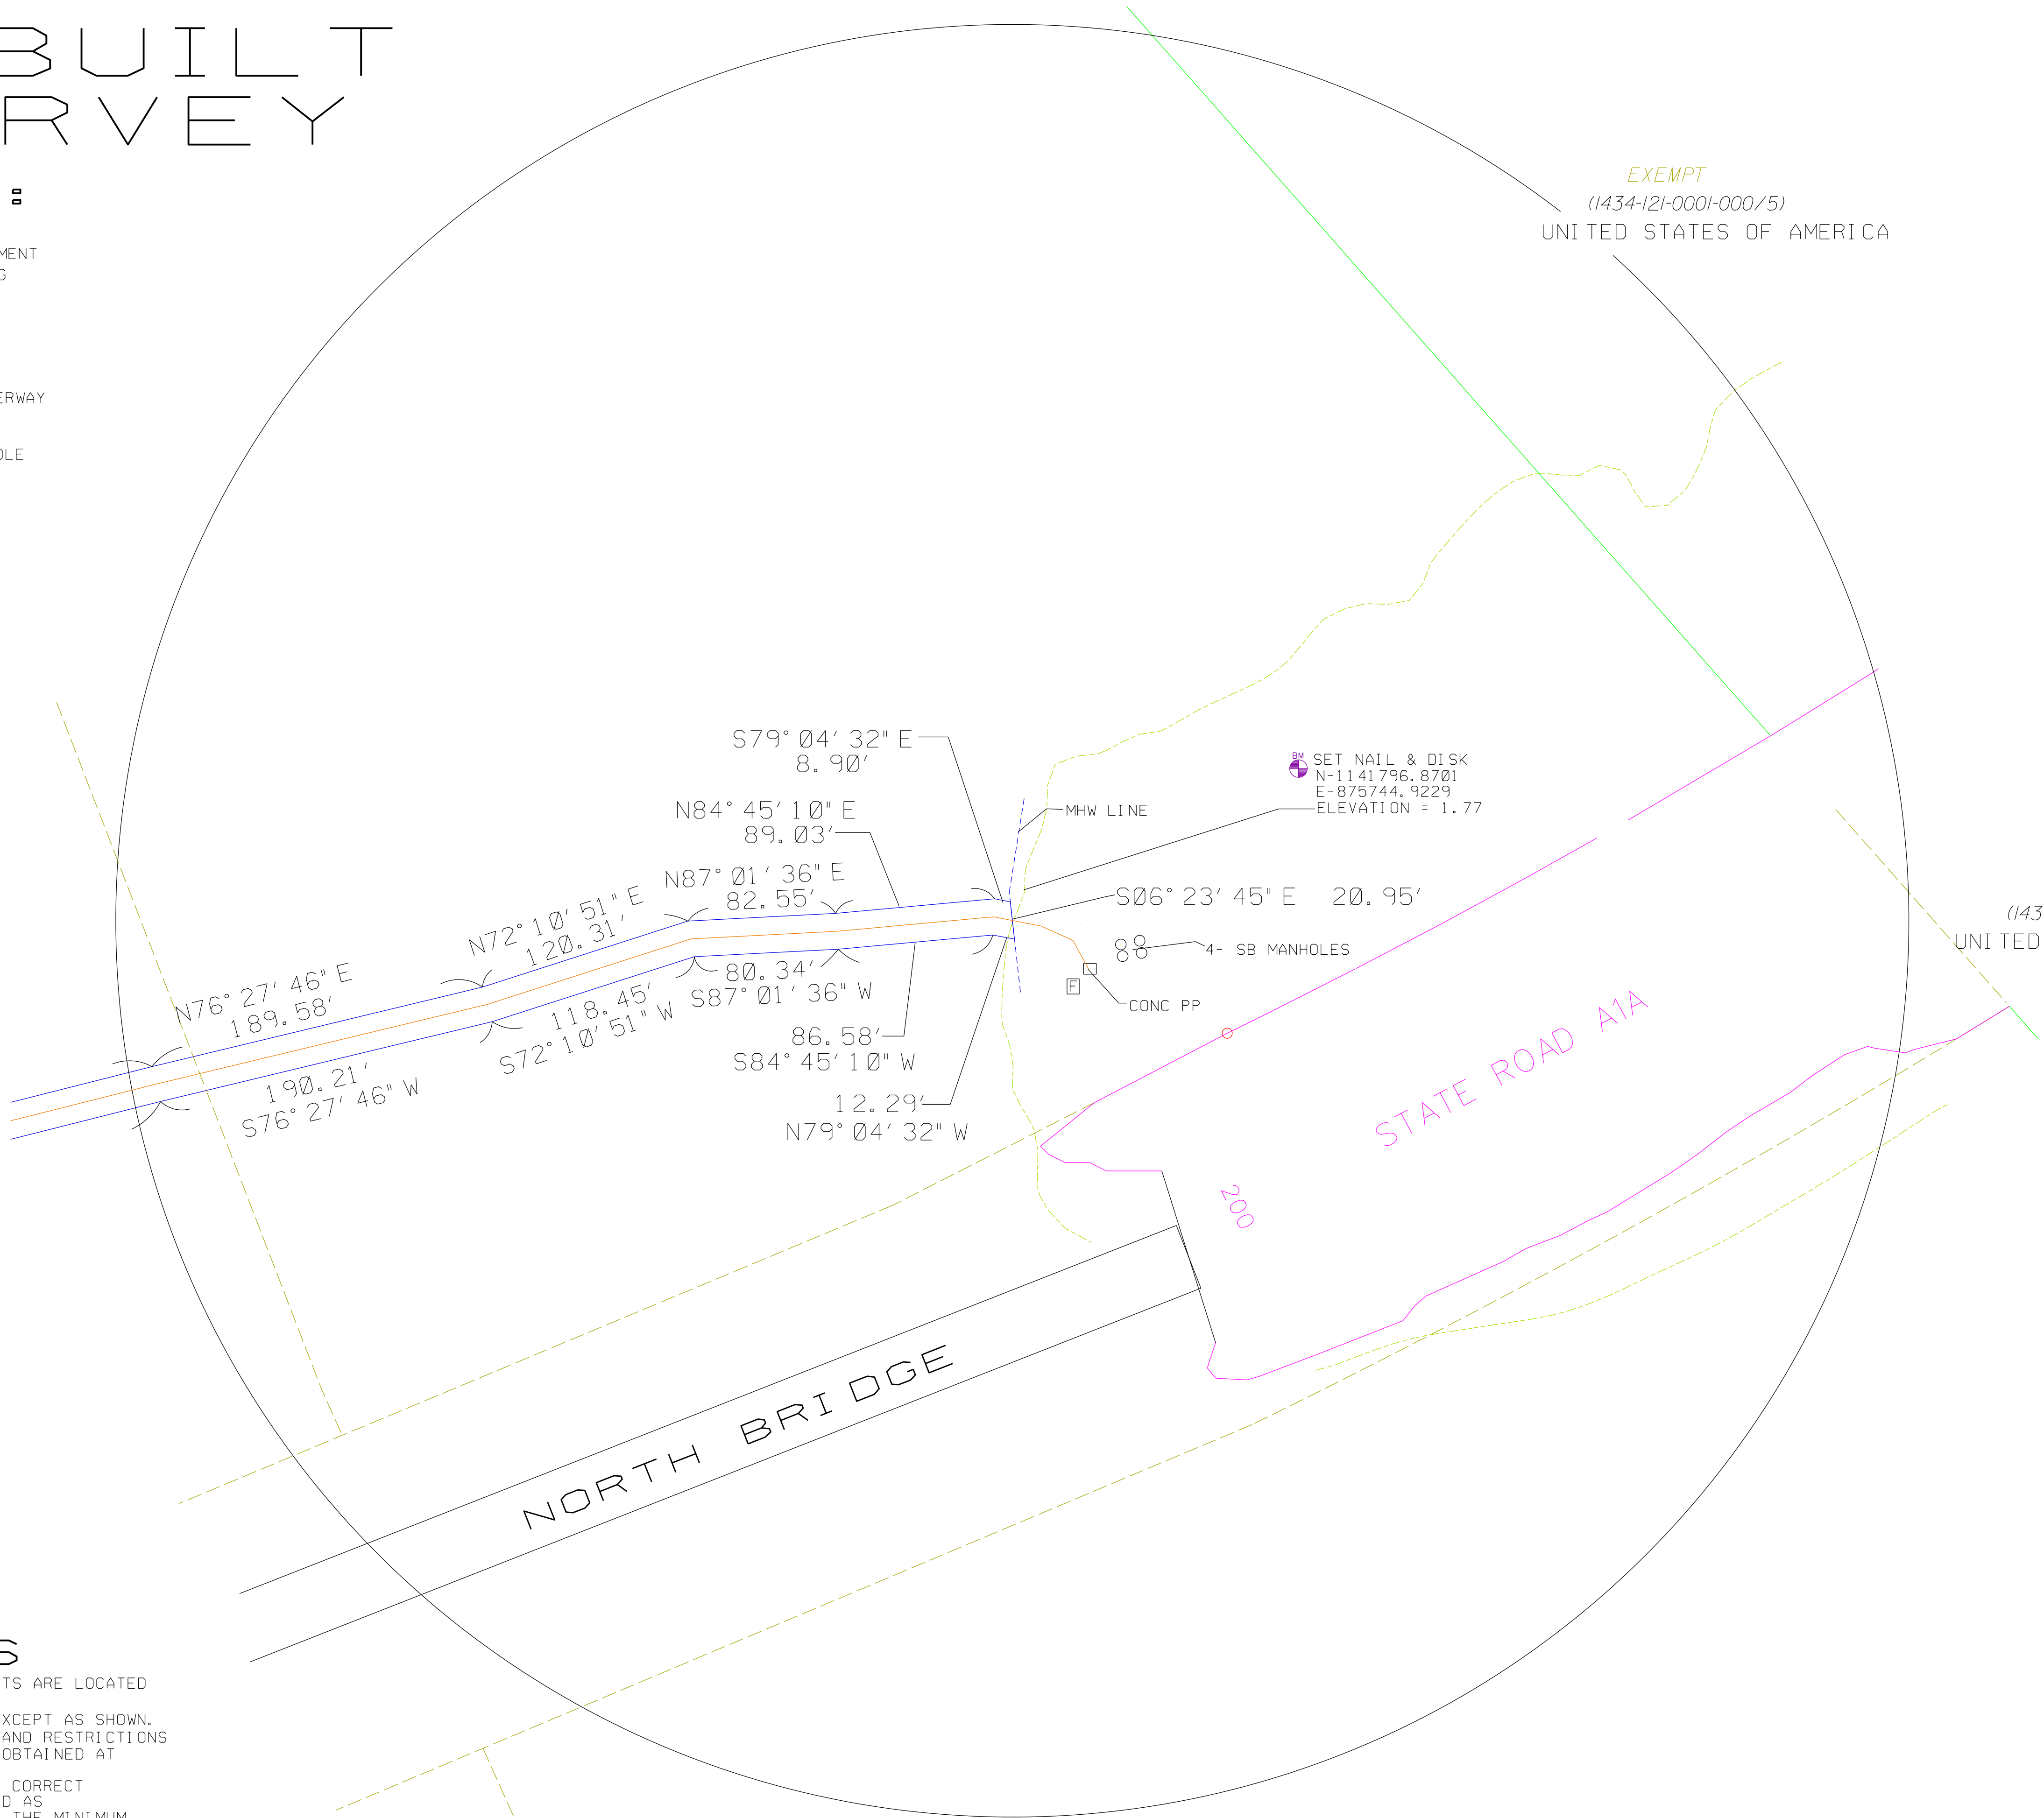 BUILT
RVEY
:
MENT
G
ERWAY
OLE
EXEMPT
(1434-121-0001-000/5)
UNITED STATES OF AMERICA
S79°04'32"E
8.90'
N84°45'10"E
89.03'
N87°01'36"E
82.55'
N72°10'51"E
120.31'
N76°27'46"E
189.58'
MHW LINE
BM
SET NAIL & DISK
N-1141796.8701
E-875744.9229
ELEVATION = 1.77
S06°23'45"E 20.95'
4- SB MANHOLES
F
CONC PP
80.34'
S87°01'36"W
118.45'
S72°10'51"W
190.21'
S76°27'46"W
86.58'
S84°45'10"W
12.29'
N79°04'32"W
(143
UNITED
STATE ROAD A1A
200
NORTH BRIDGE
S
TS ARE LOCATED
XCEPT AS SHOWN.
AND RESTRICTIONS
OBTAINED AT
CORRECT
D AS
THE MINIMUM